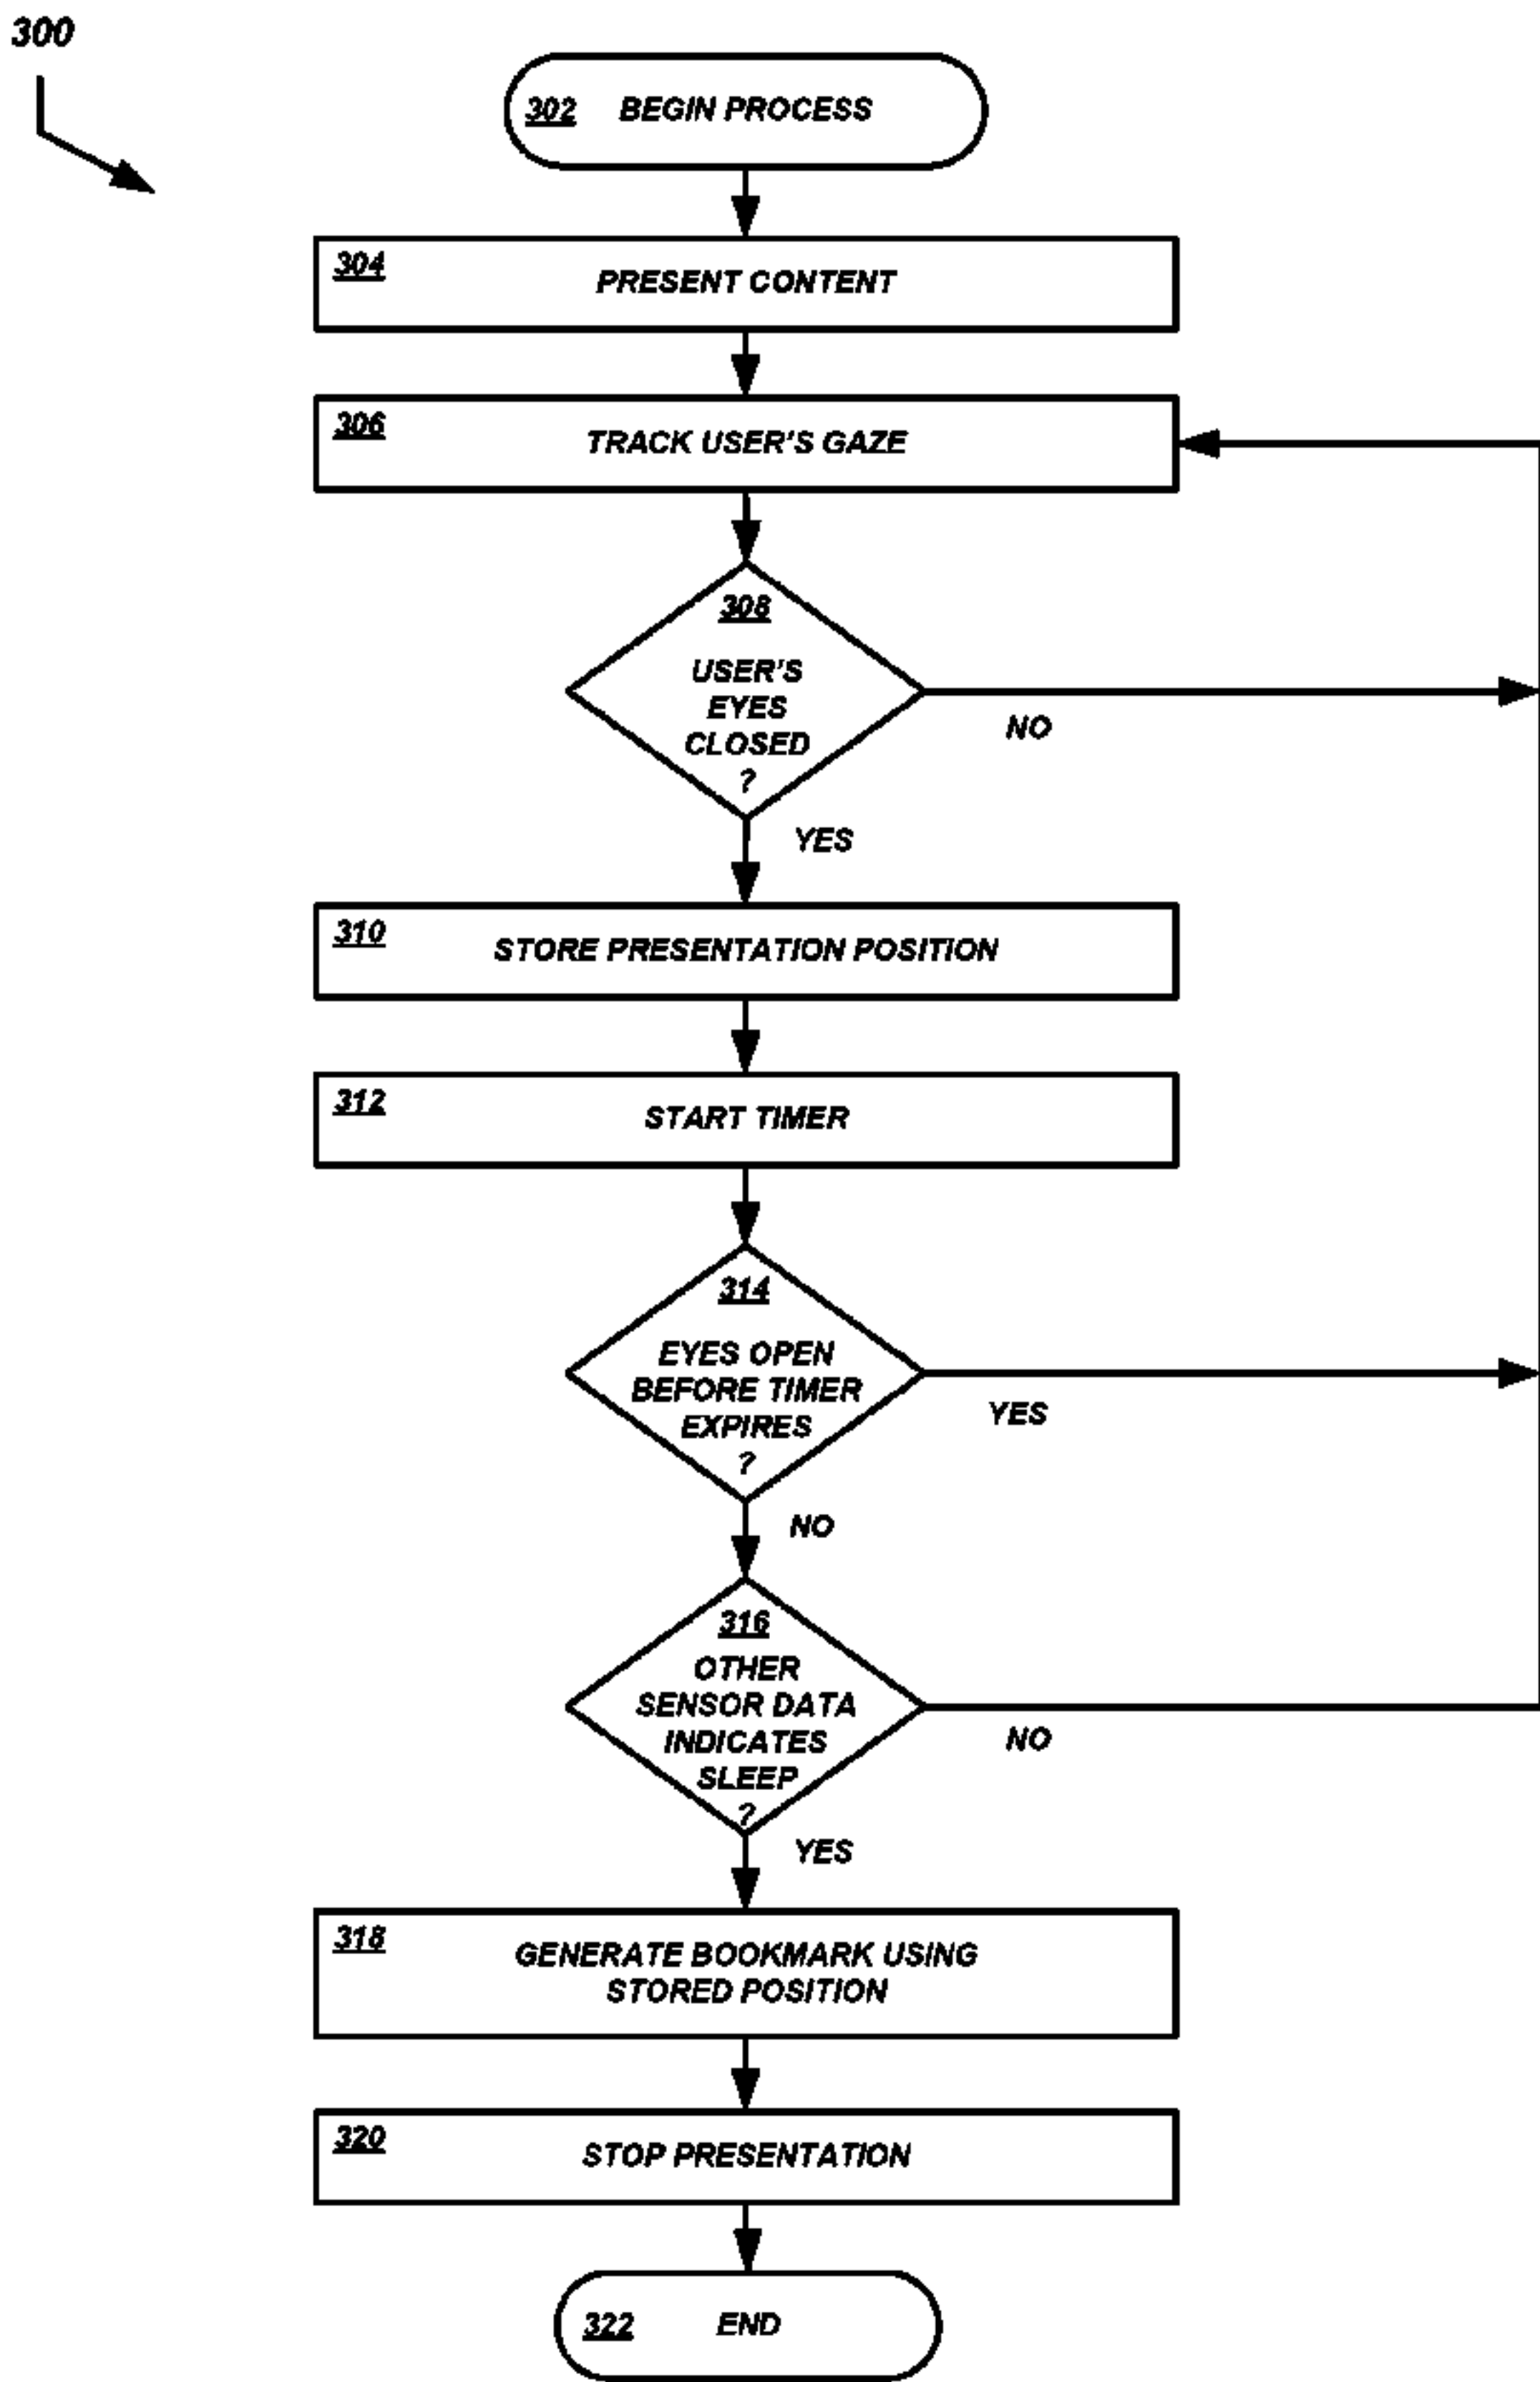 300
302 BEGIN PROCESS
304
PRESENT CONTENT
306
TRACK USER'S GAZE
308
USER'S
EYES
CLOSED
?
NO
YES
310
STORE PRESENTATION POSITION
312
START TIMER
314
EYES OPEN
BEFORE TIMER
EXPIRES
?
YES
NO
316
OTHER
SENSOR DATA
INDICATES
SLEEP
?
NO
YES
318
GENERATE BOOKMARK USING
STORED POSITION
320
STOP PRESENTATION
322 END